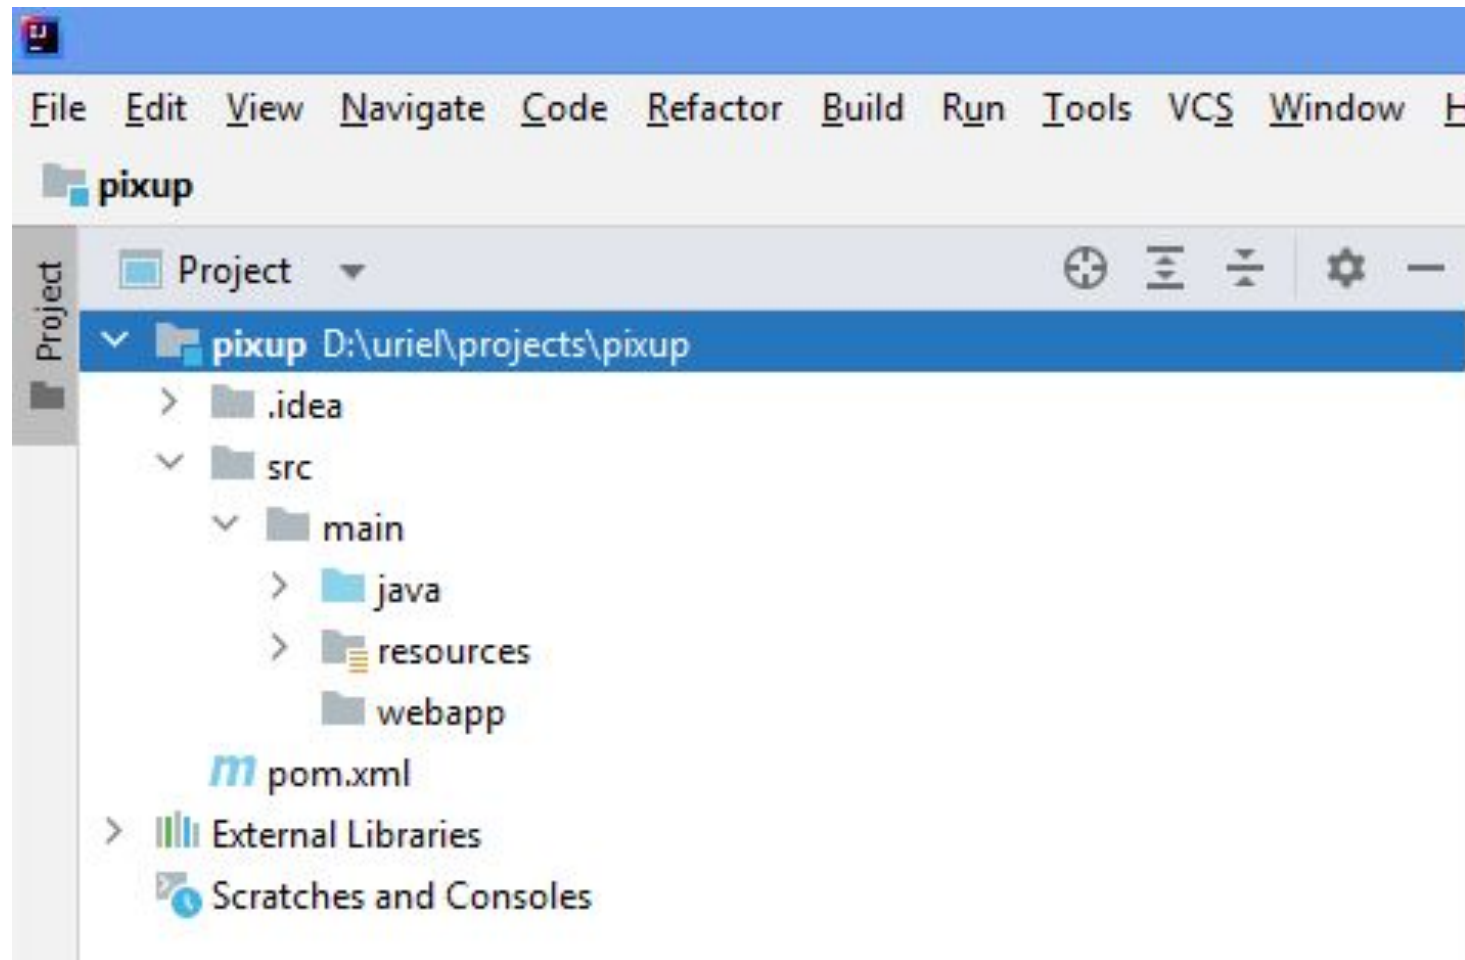 IJ
File Edit View Navigate Code Refactor Build Run Tools VCS Window H
pixup
Project
Project
pixup D:\uriel\projects\pixup
.idea
src
main
java
resources
webapp
m pom.xml
External Libraries
Scratches and Consoles